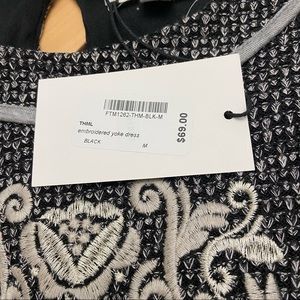 FTM1262-THM-BLK-M
THML
embroidered yoke dress
BLACK M
$69.00